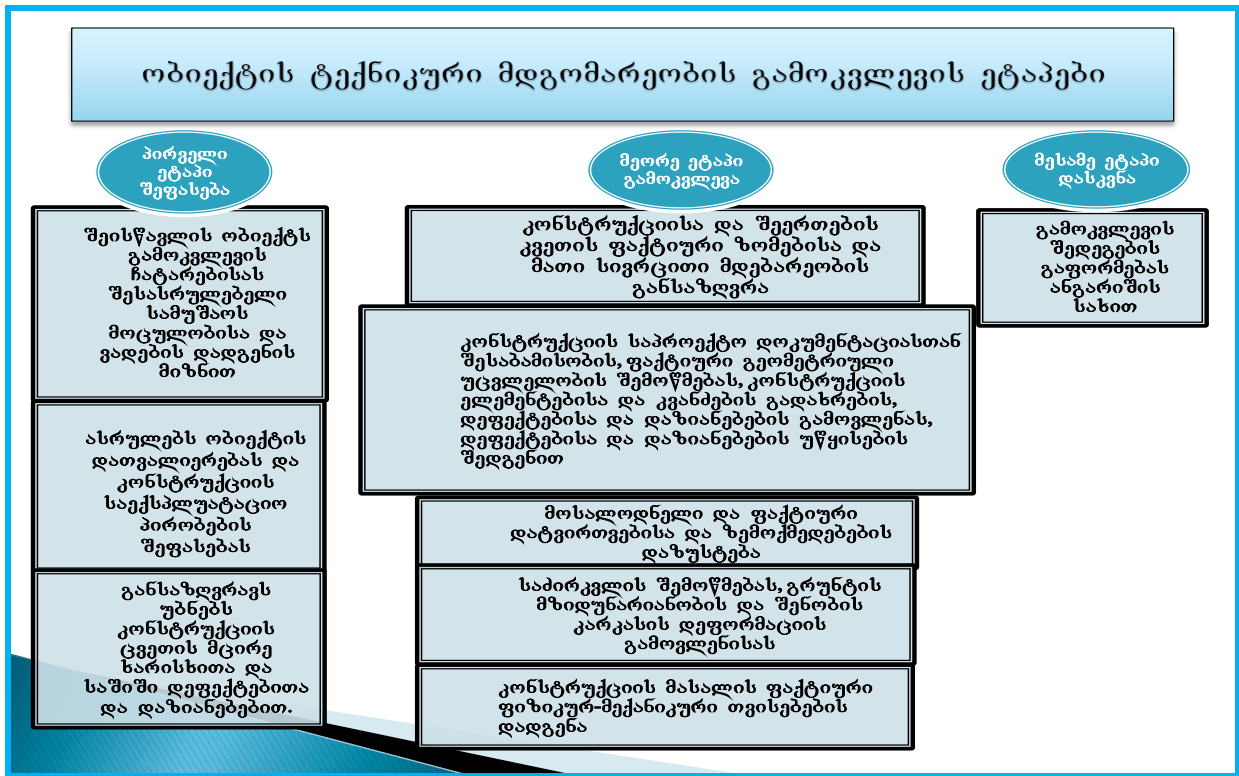 ობიექტის ტექნიკური მდგომარეობის გამოკვლევის ეტაპები
პირველი
ეტაპი
შეფასება
შეისწავლის ობიექტს
გამოკვლევის
ჩატარებისას
შესასრულებელი
სამუშაოს
მოცულობისა და
ვადების დადგენის
მიზნით
ასრულებს ობიექტის
დათვალიერებას და
კონსტრუქციის
საექსპლუატაციო
პირობების
შეფასებას
განსაზღვრავს
უბნებს
კონსტრუქციის
ცვეთის მცირე
ხარისხითა და
საშიში დეფექტებითა
და დაზიანებებით.
მეორე ეტაპი
გამოკვლევა
კონსტრუქციისა და შეერთების
კვეთის ფაქტიური ზომებისა და
მათი სივრცითი მდებარეობის
განსაზღვრა
კონსტრუქციის საპროექტო დოკუმენტაციასთან
შესაბამისობის, ფაქტიური გეომეტრიული
უცვლელობის შემოწმებას, კონსტრუქციის
ელემენტებისა და კვანძების გადახრების,
დეფექტებისა და დაზიანებების გამოვლენას,
დეფექტებისა და დაზიანებების უწყისების
შედგენით
მოსალოდნელი და ფაქტიური
დატვირთვებისა და ზემოქმედებების
დაზუსტება
საძირკვლის შემოწმებას, გრუნტის
მზიდუნარიანობის და შენობის
კარკასის დეფორმაციის
გამოვლენისას
კონსტრუქციის მასალის ფაქტიური
ფიზიკურ-მექანიკური თვისებების
დადგენა
მესამე ეტაპი
დასკვნა
გამოკვლევის
შედეგების
გაფორმებას
ანგარიშის
სახით